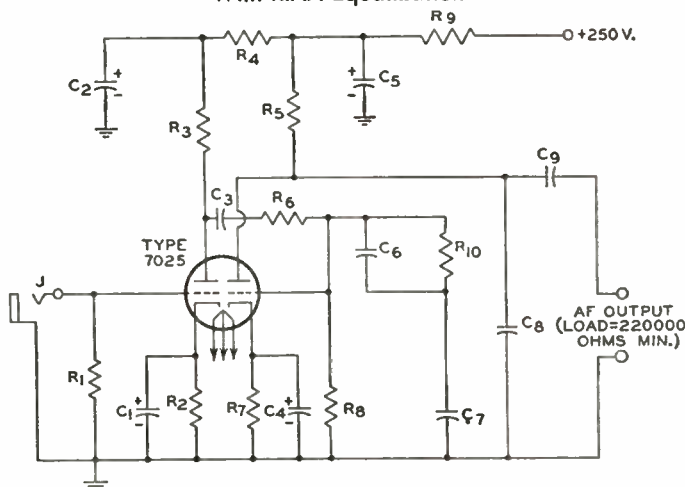 With RIAA Equalization
R9
+250 V.
R4
C2
+
-
+
-
C5
R3
R5
C9
C3
R6
TYPE
7025
C6
R10
J
AF OUTPUT
(LOAD=220000
OHMS MIN.)
C8
R1
C1
+
-
R2
R7
C4
+
-
R8
C7